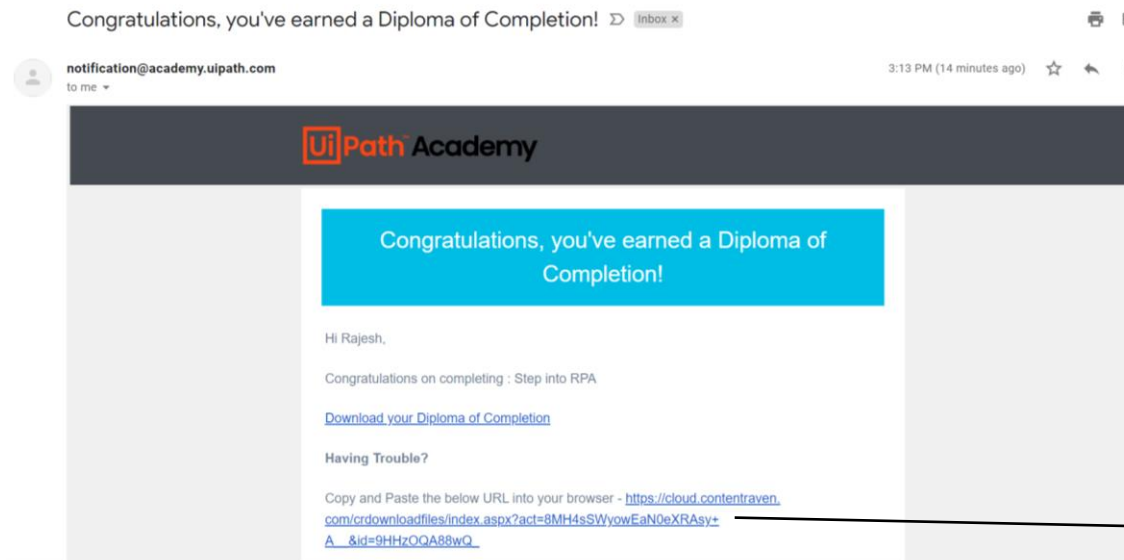 Congratulations, you've earned a Diploma of Completion! Inbox x
notification@academy.uipath.com 3:13 PM (14 minutes ago)
to me
UiPath™ Academy
Congratulations, you've earned a Diploma of
Completion!
Hi Rajesh,
Congratulations on completing : Step into RPA
Download your Diploma of Completion
Having Trouble?
Copy and Paste the below URL into your browser - https://cloud.contentraven.
com/crdownloadfiles/index.aspx?act=8MH4sSWyowEaN0eXRAsy+
A__&id=9HHzOQA88wQ_